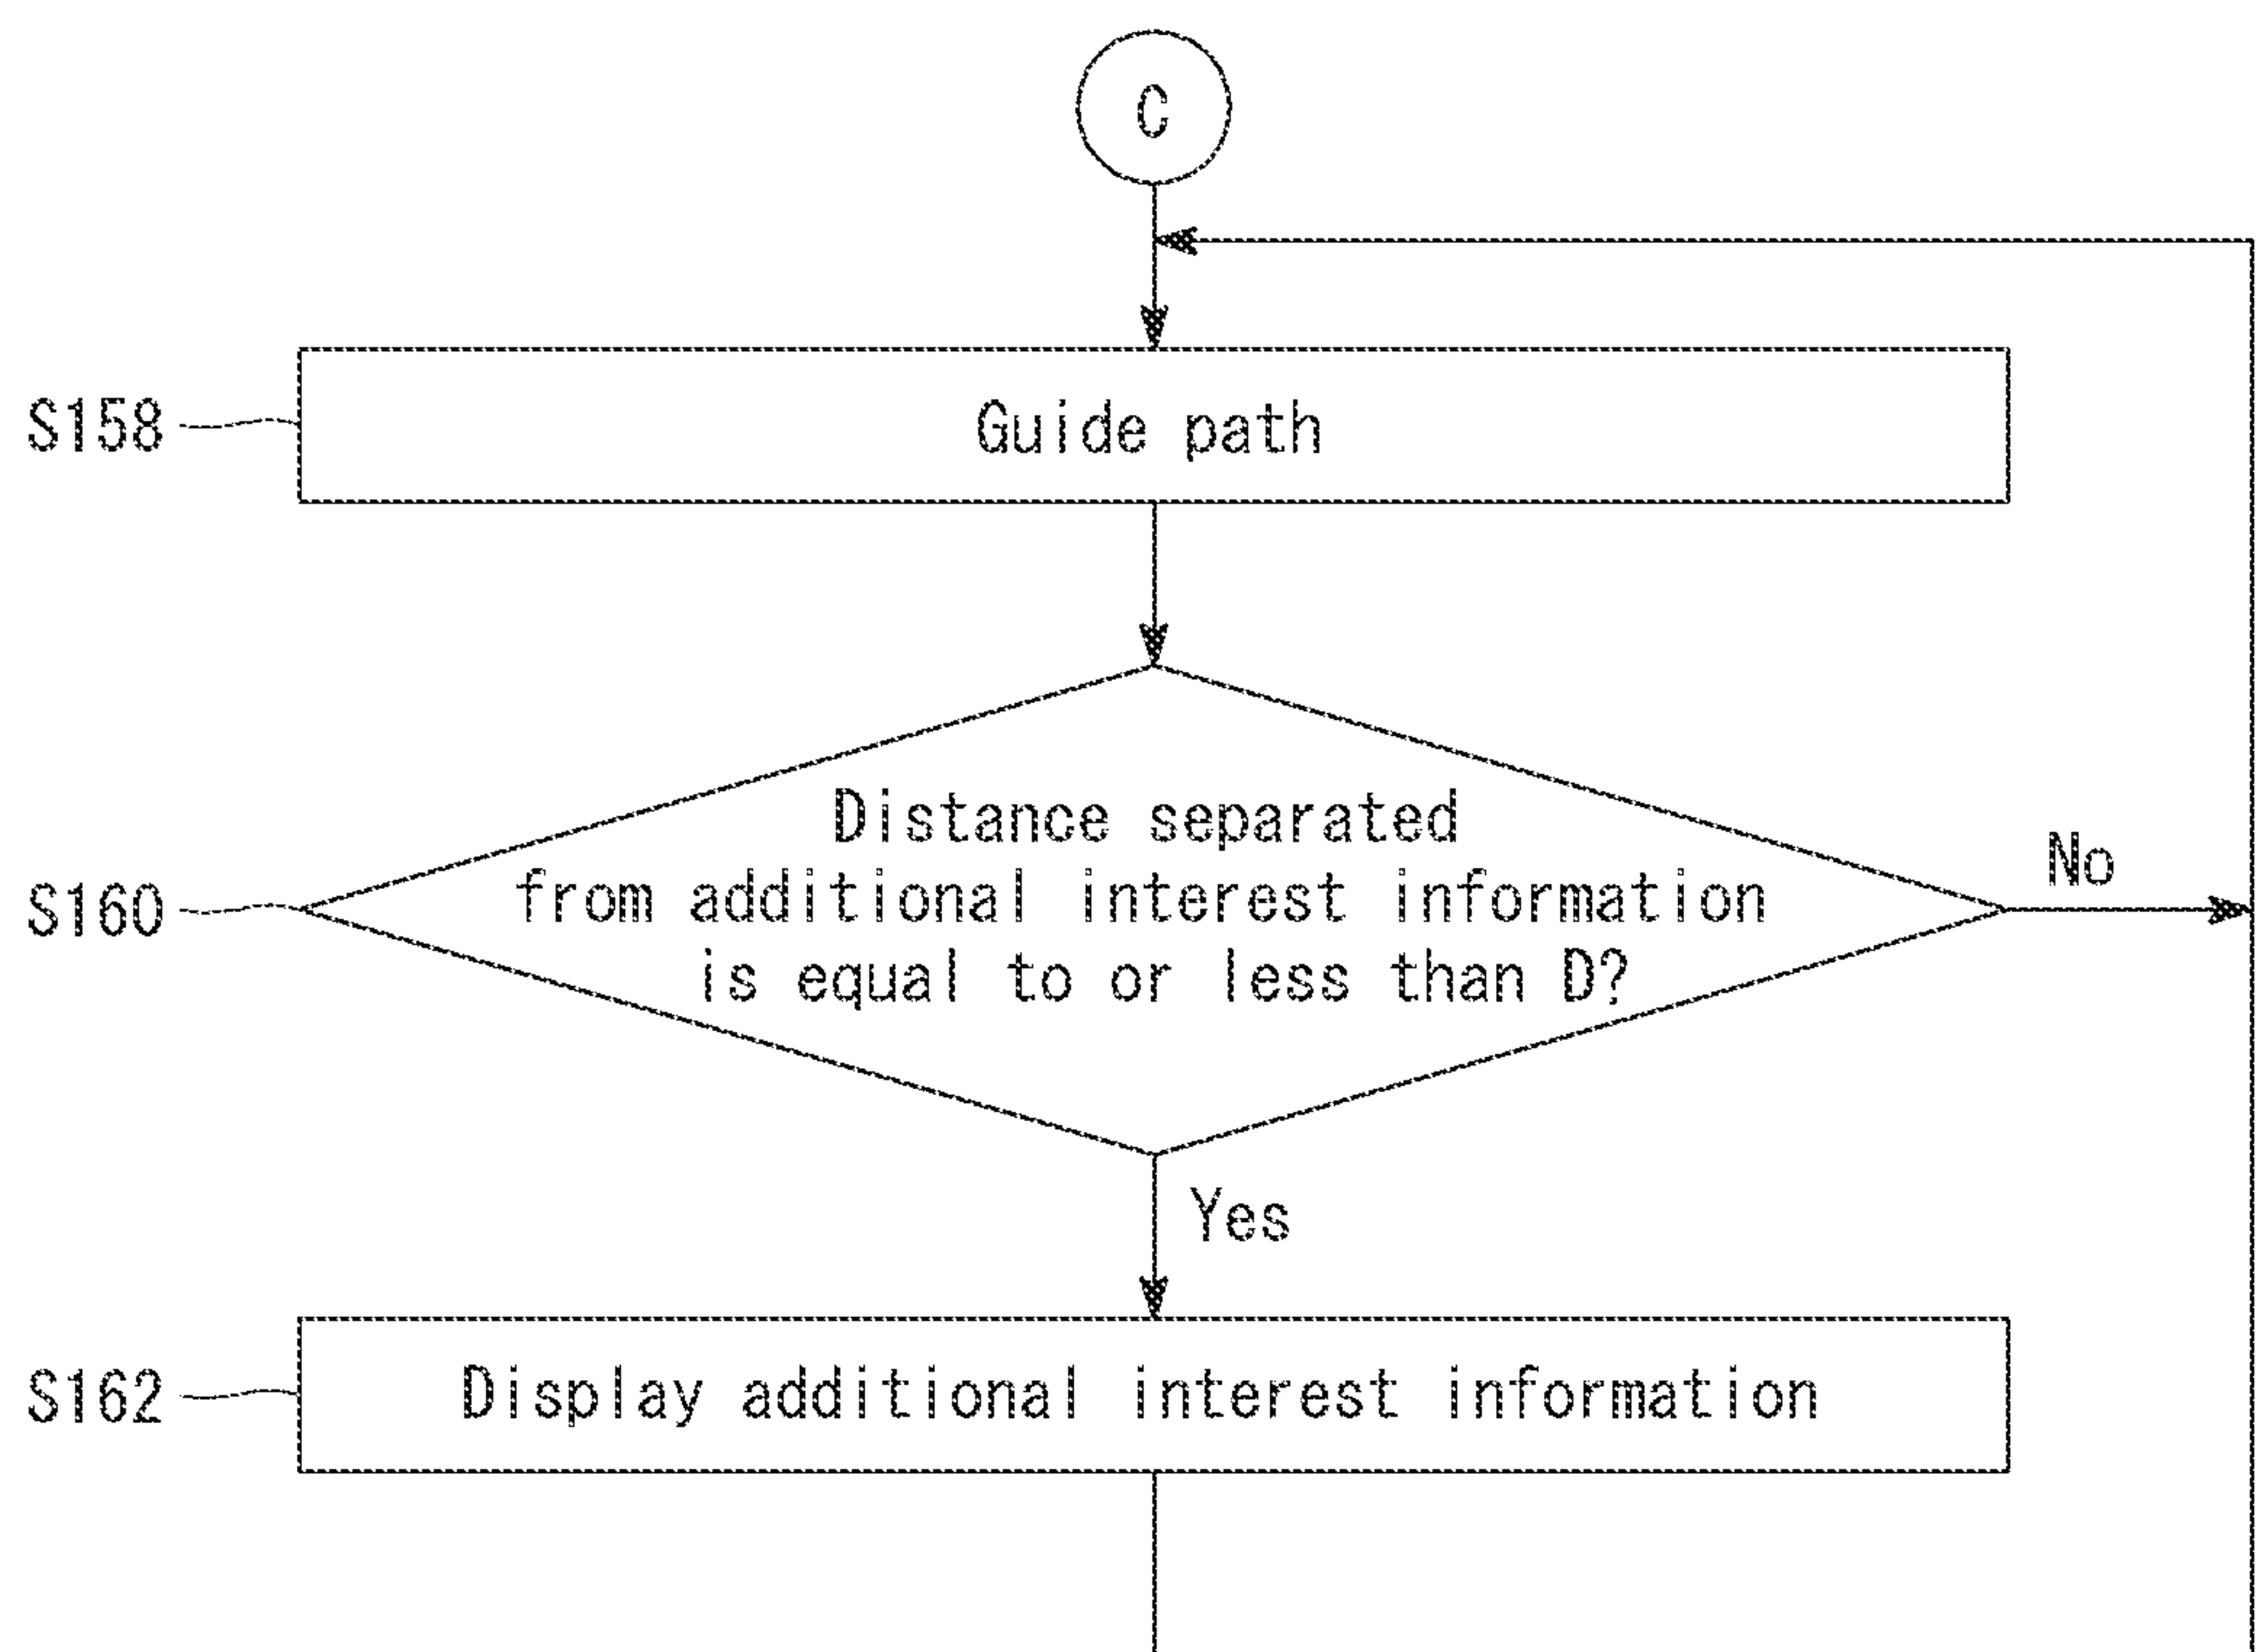 C
S158
Guide path
S160
Distance separated
from additional interest information
is equal to or less than D?
No
Yes
S162
Display additional interest information